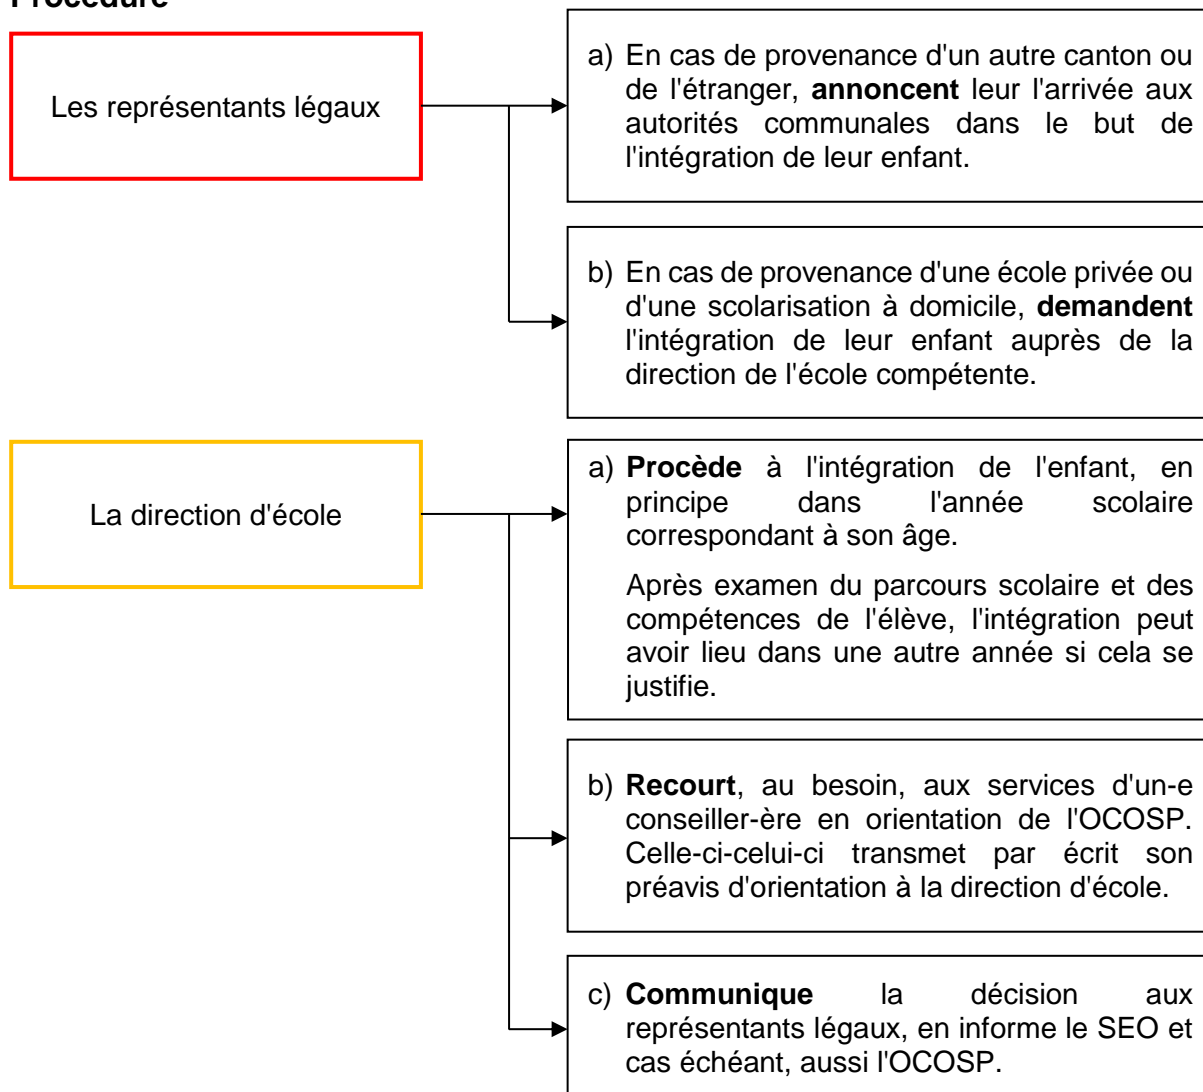 Procédure
Les représentants légaux
a) En cas de provenance d'un autre canton ou
de l'étranger, annoncent leur l'arrivée aux
autorités communales dans le but de
l'intégration de leur enfant.
b) En cas de provenance d'une école privée ou
d'une scolarisation à domicile, demandent
l'intégration de leur enfant auprès de la
direction de l'école compétente.
La direction d'école
a) Procède à l'intégration de l'enfant, en
principe dans l'année scolaire
correspondant à son âge.
Après examen du parcours scolaire et des
compétences de l'élève, l'intégration peut
avoir lieu dans une autre année si cela se
justifie.
b) Recourt, au besoin, aux services d'un-e
conseiller-ère en orientation de l'OCOSP.
Celle-ci-celui-ci transmet par écrit son
préavis d'orientation à la direction d'école.
c) Communique la décision aux
représentants légaux, en informe le SEO et
cas échéant, aussi l'OCOSP.